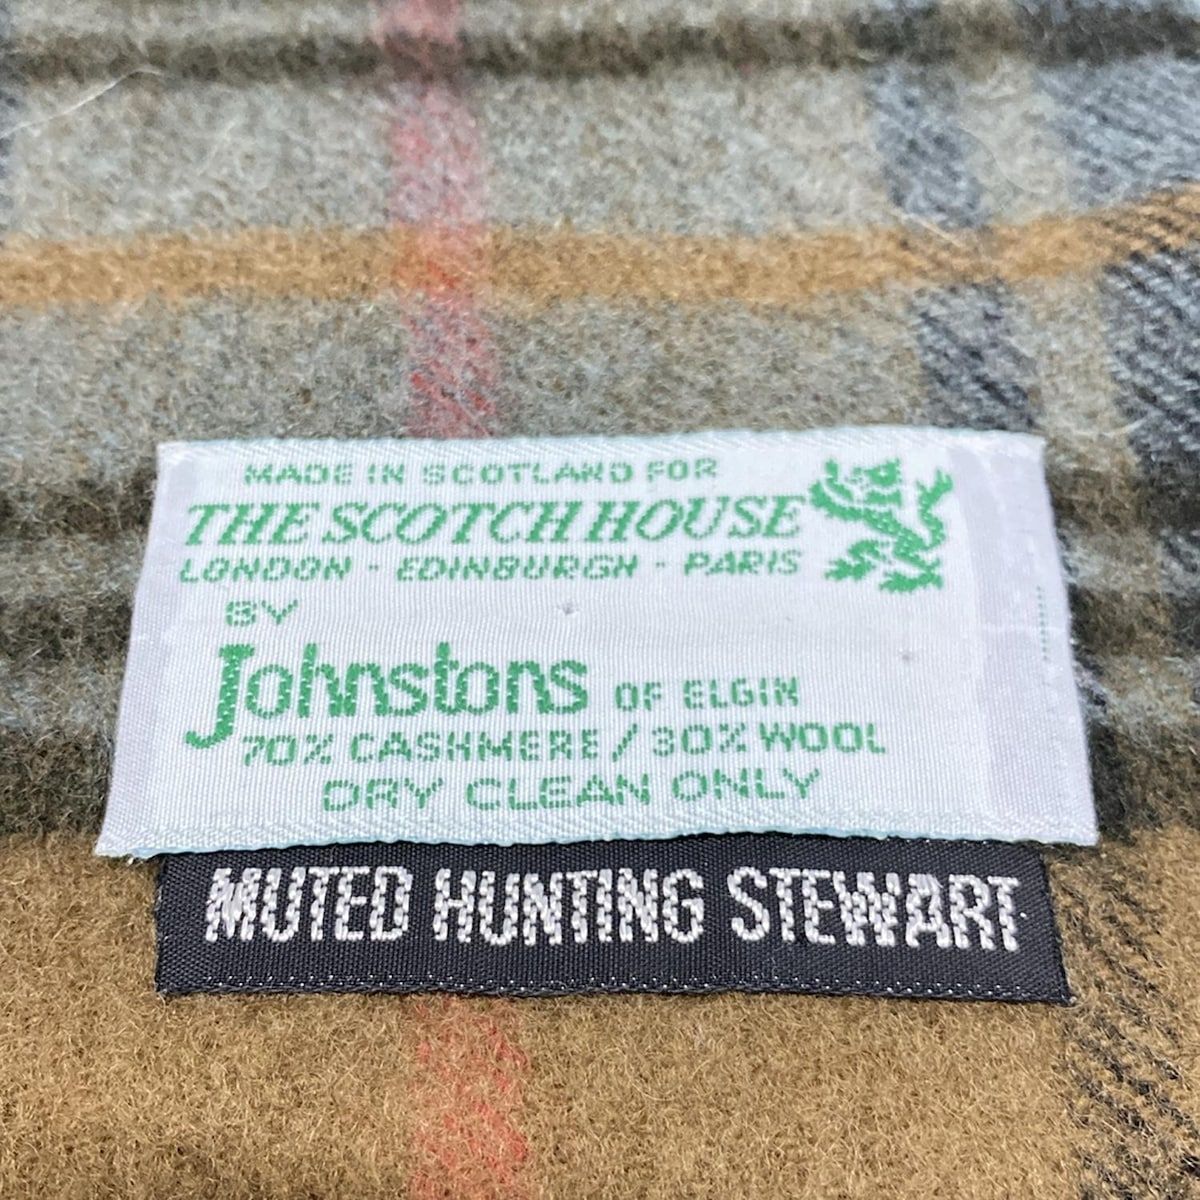 MADE IN SCOTLAND FOR
THE SCOTCH HOUSE
LONDON - EDINBURGH - PARIS
BY
Johnstons OF ELGIN
70% CASHMERE / 30% WOOL
DRY CLEAN ONLY
MUTED HUNTING STEWART